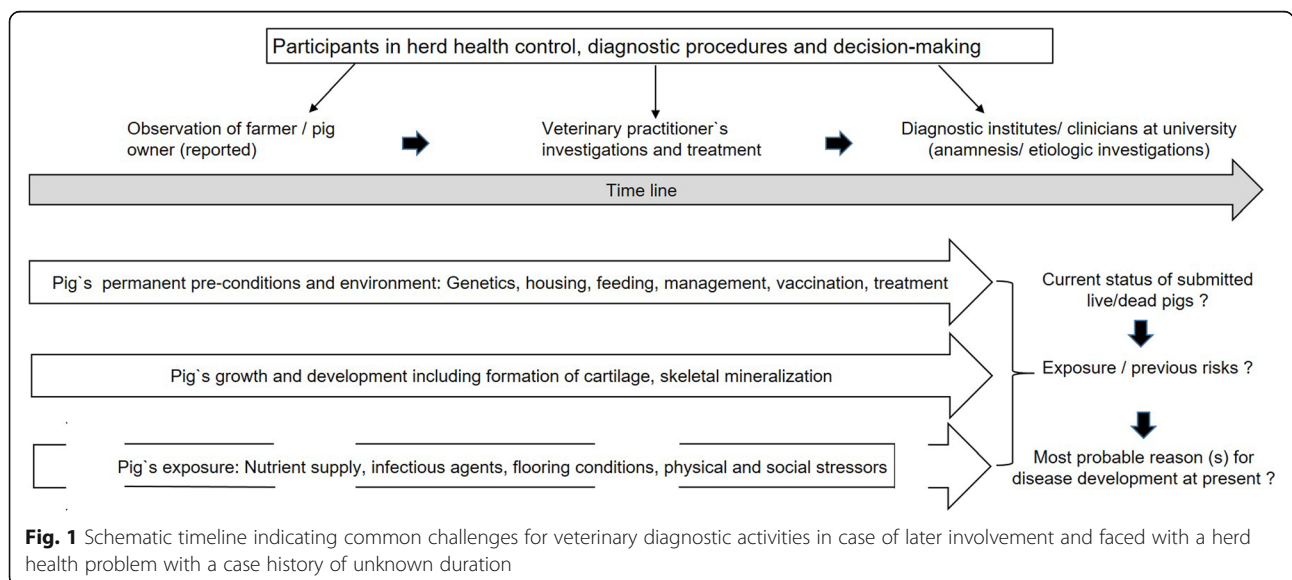 Participants in herd health control, diagnostic procedures and decision-making
Observation of farmer / pig
owner (reported)
Veterinary practitioner`s
investigations and treatment
Diagnostic institutes/ clinicians at university
(anamnesis/ etiologic investigations)
Time line
Pig`s permanent pre-conditions and environment: Genetics, housing, feeding, management, vaccination, treatment
Pig`s growth and development including formation of cartilage, skeletal mineralization
Pig`s exposure: Nutrient supply, infectious agents, flooring conditions, physical and social stressors
Current status of submitted
live/dead pigs ?
Exposure / previous risks ?
Most probable reason (s) for
disease development at present ?
Fig. 1 Schematic timeline indicating common challenges for veterinary diagnostic activities in case of later involvement and faced with a herd
health problem with a case history of unknown duration